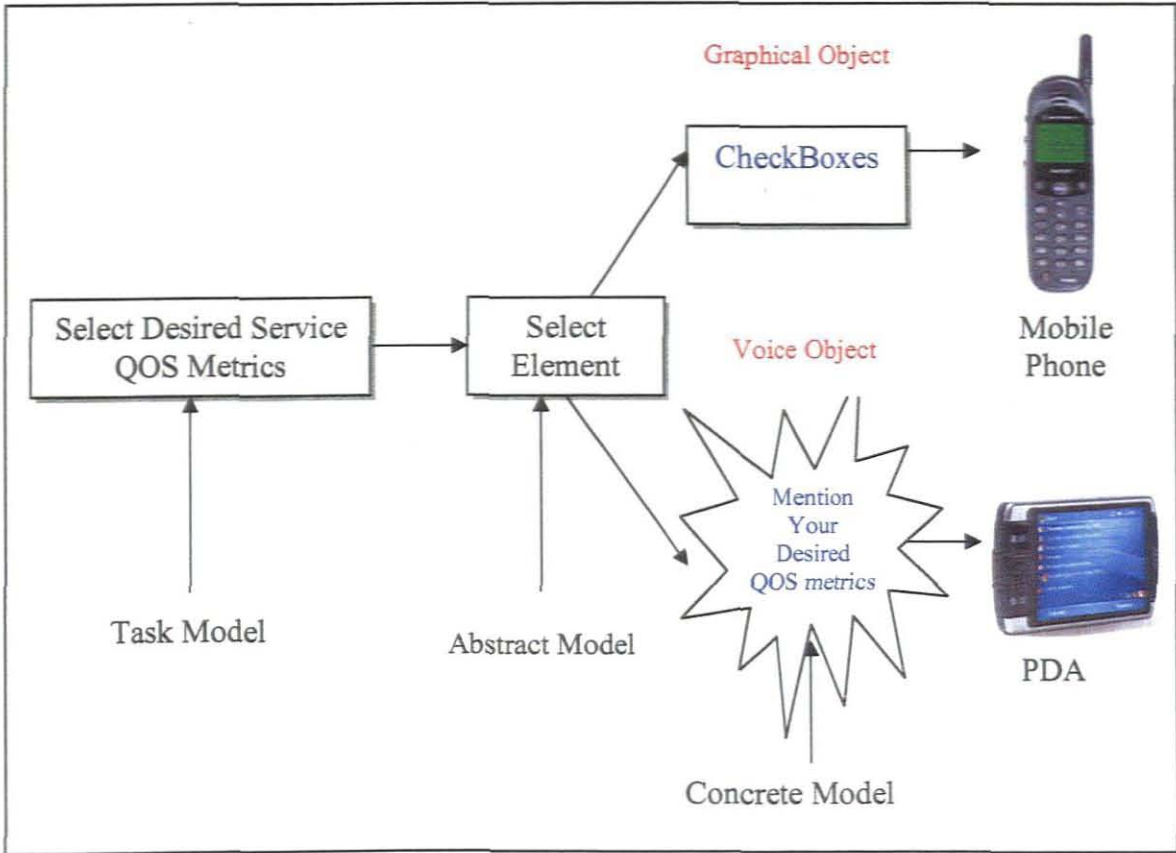 Graphical Object
CheckBoxes
Select Desired Service
QOS Metrics
Select
Element
Mobile
Phone
Voice Object
Mention
Your
Desired
QOS metrics
Task Model
Abstract Model
PDA
Concrete Model